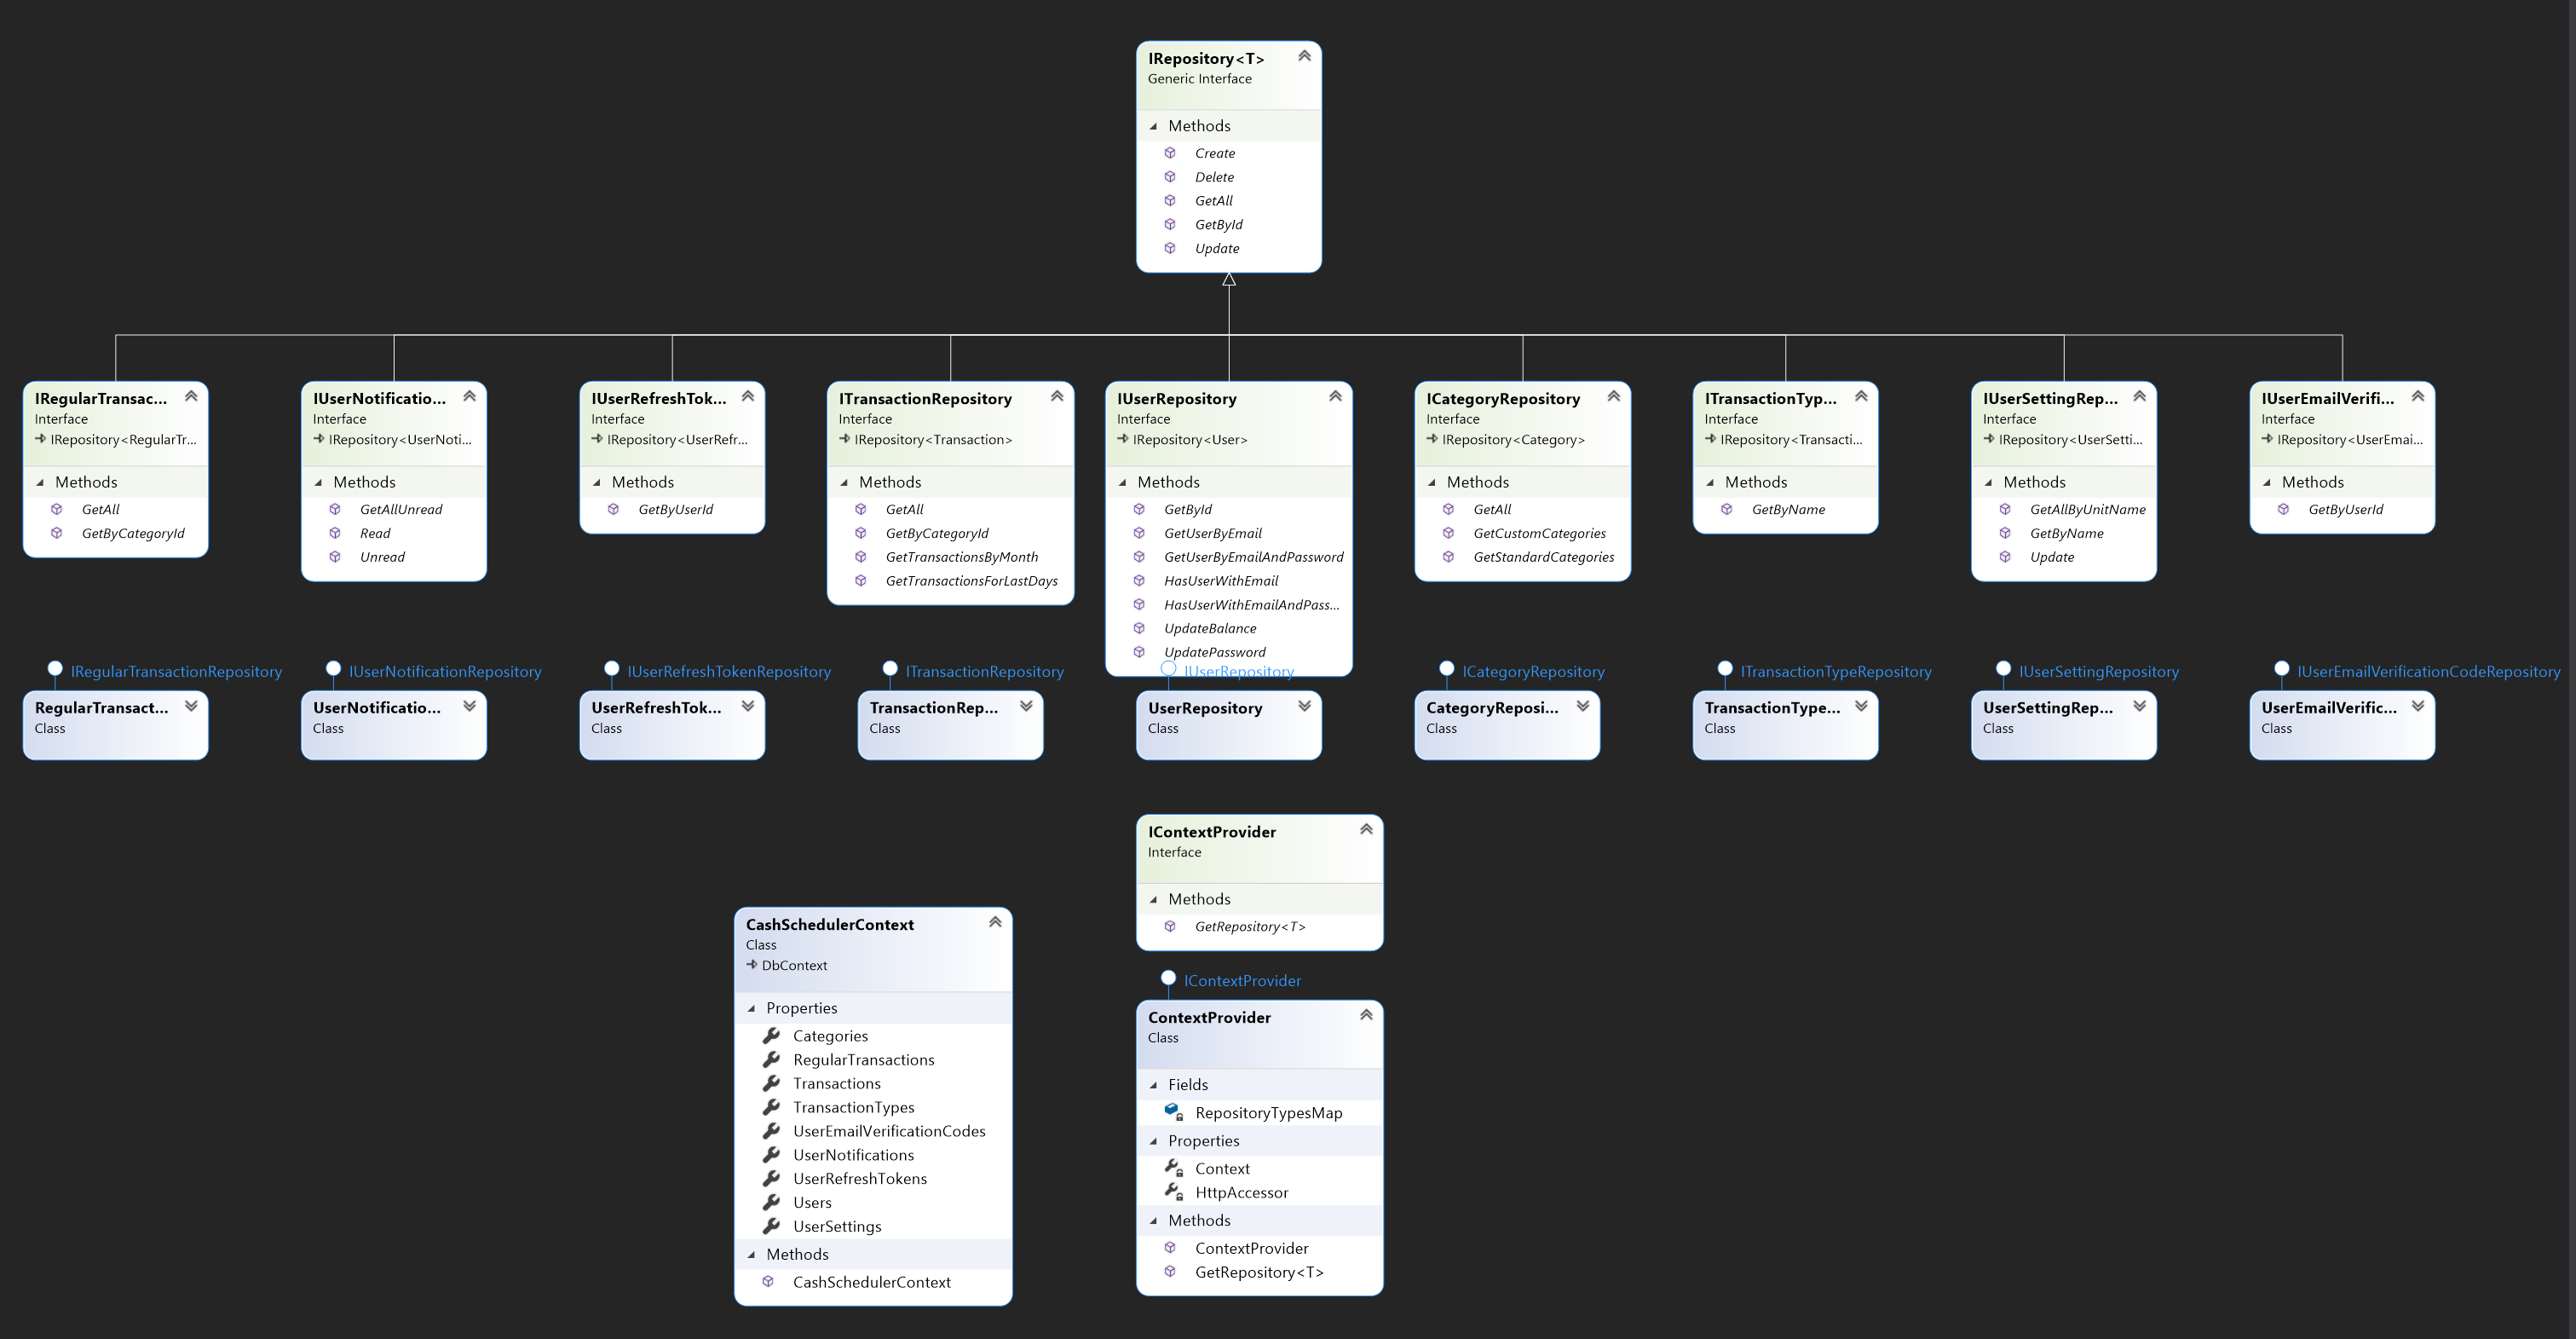 IRepository<T>
Generic Interface
Methods
Create
Delete
GetAll
GetById
Update
IRegularTransac...
Interface
IRepository<RegularTr...
Methods
GetAll
GetByCategoryId
IUserNotificatio...
Interface
IRepository<UserNoti...
Methods
GetAllUnread
Read
Unread
IUserRefreshTok...
Interface
IRepository<UserRefr...
Methods
GetByUserId
ITransactionRepository
Interface
IRepository<Transaction>
Methods
GetAll
GetByCategoryId
GetTransactionsByMonth
GetTransactionsForLastDays
IUserRepository
Interface
IRepository<User>
Methods
GetById
GetUserByEmail
GetUserByEmailAndPassword
HasUserWithEmail
HasUserWithEmailAndPass...
UpdateBalance
UpdatePassword
ICategoryRepository
Interface
IRepository<Category>
Methods
GetAll
GetCustomCategories
GetStandardCategories
ITransactionTyp...
Interface
IRepository<Transacti...
Methods
GetByName
IUserSettingRep...
Interface
IRepository<UserSetti...
Methods
GetAllByUnitName
GetByName
Update
IUserEmailVerifi...
Interface
IRepository<UserEmai...
Methods
GetByUserId
IRegularTransactionRepository
RegularTransact...
Class
IUserNotificationRepository
UserNotificatio...
Class
IUserRefreshTokenRepository
UserRefreshTok...
Class
ITransactionRepository
TransactionRep...
Class
IUserRepository
UserRepository
Class
ICategoryRepository
CategoryReposi...
Class
ITransactionTypeRepository
TransactionType...
Class
IUserSettingRepository
UserSettingRep...
Class
IUserEmailVerificationCodeRepository
UserEmailVerific...
Class
IContextProvider
Interface
Methods
GetRepository<T>
CashSchedulerContext
Class
DbContext
Properties
Categories
RegularTransactions
Transactions
TransactionTypes
UserEmailVerificationCodes
UserNotifications
UserRefreshTokens
Users
UserSettings
Methods
CashSchedulerContext
IContextProvider
ContextProvider
Class
Fields
RepositoryTypesMap
Properties
Context
HttpAccessor
Methods
ContextProvider
GetRepository<T>